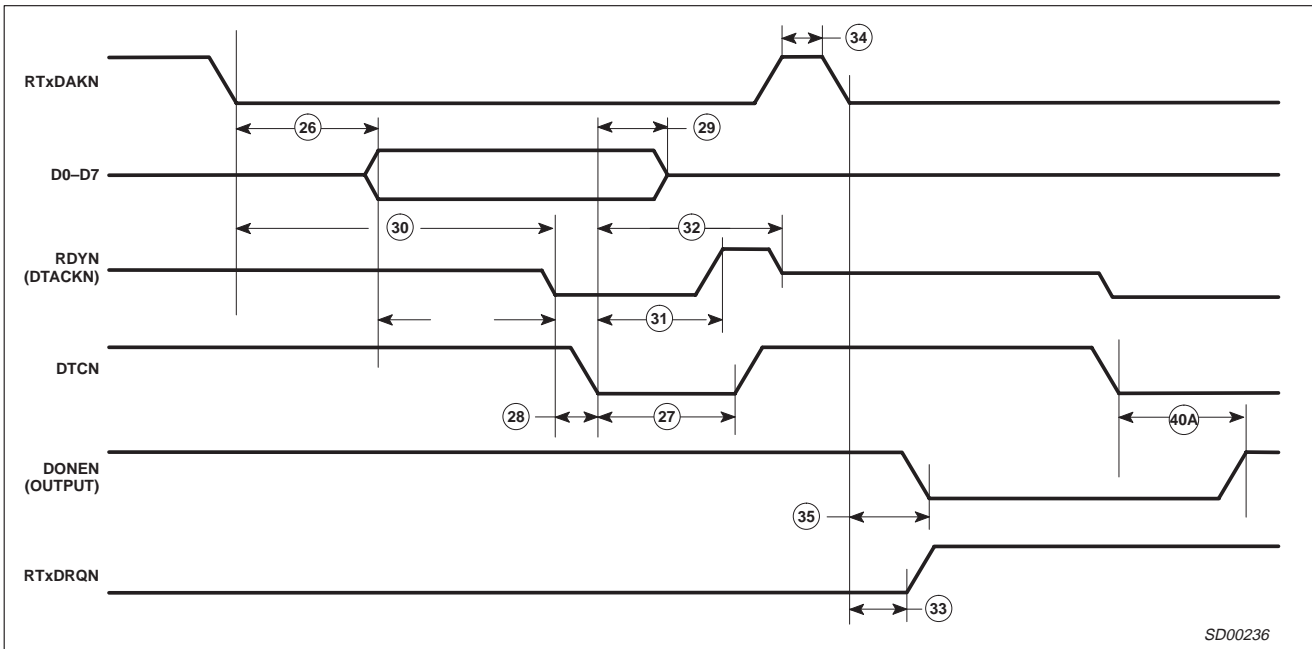 34
RTxDAKN
26
29
D0–D7
30
32
RDYN
(DTACKN)
31
DTCN
28
27
40A
DONEN
(OUTPUT)
35
RTxDRQN
33
SD00236